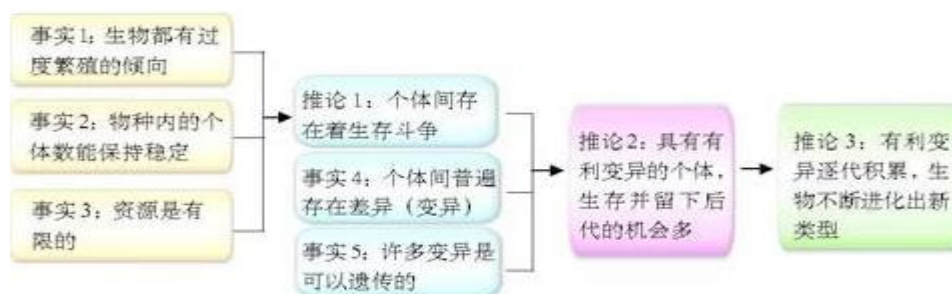 事实1：生物都有过
度繁殖的倾向
事实2：物种内的个
体数能保持稳定
事实3：资源是有
限的
推论1：个体间存
在着生存斗争
事实4：个体间普遍
存在差异（变异）
事实5：许多变异是
可以遗传的
推论2：具有有
利变异的个体，
生存并留下后
代的机会多
推论3：有利变
异逐代积累，生
物不断进化出新
类型